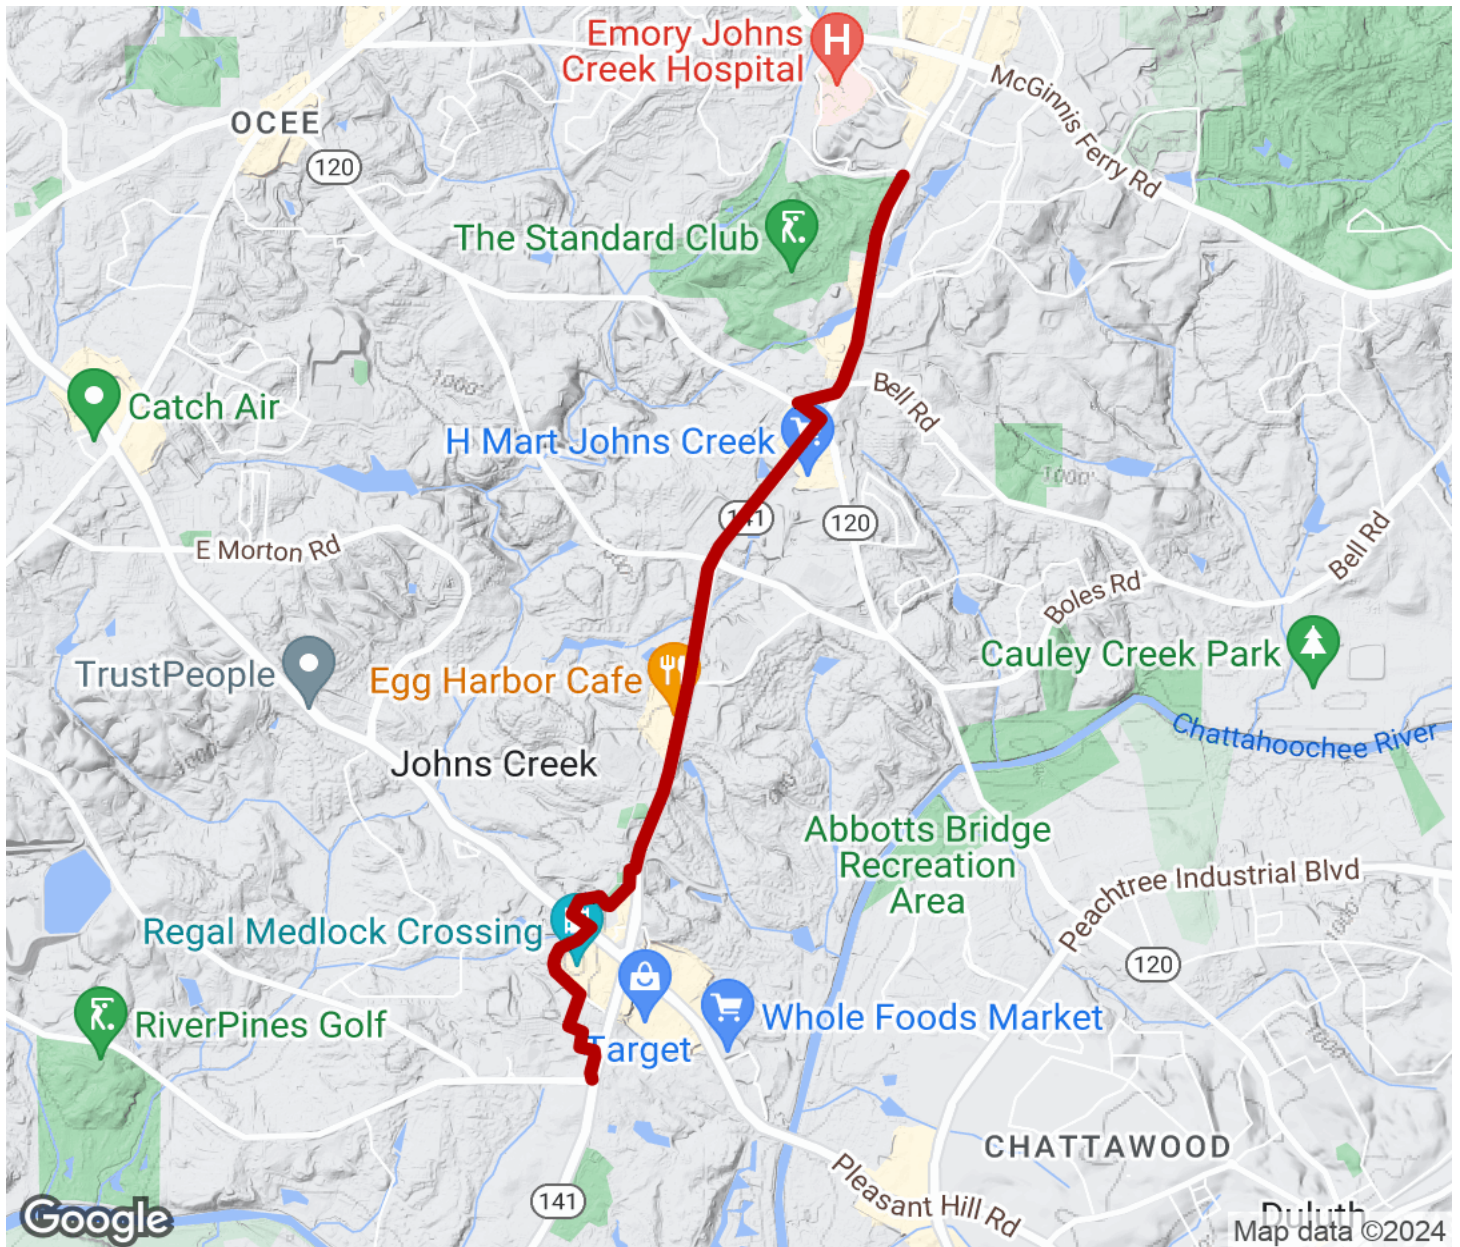 Emory Johns
Creek Hospital
H
McGinnis Ferry Rd
OCEE
120
The Standard Club
1000'
Bell Rd
Catch Air
H Mart Johns Creek
1000'
141
120
E Morton Rd
Bell Rd
Boles Rd
Cauley Creek Park
TrustPeople
Egg Harbor Cafe
Chattahoochee River
1000'
Johns Creek
Abbotts Bridge
Recreation
Area
Peachtree Industrial Blvd
Regal Medlock Crossing
120
RiverPines Golf
Whole Foods Market
Target
CHATTAWOOD
Pleasant Hill Rd
141
Duluth
Google
Map data ©2024